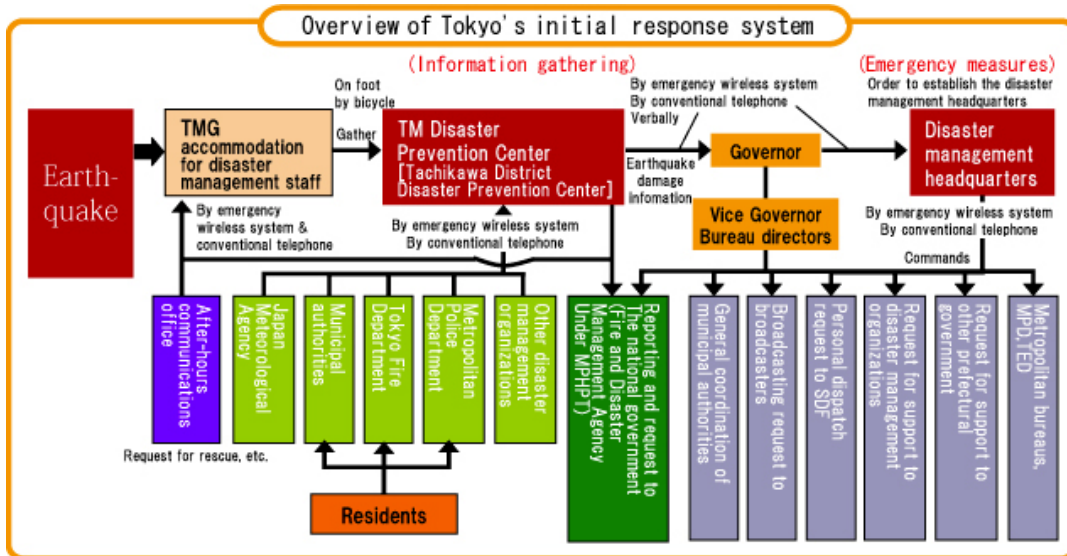 Overview of Tokyo's initial response system
(Information gathering)
(Emergency measures)
On foot
by bicycle
By emergency wireless system
By conventional telephone
Verbally
Order to establish the disaster
management headquarters
Earth-
quake
TMG
accommodation
for disaster
management staff
Gather
TM Disaster
Prevention Center
[Tachikawa District
Disaster Prevention Center]
Earthquake
damage
infomation
Governor
Disaster
management
headquarters
Vice Governor
Bureau directors
By emergency
wireless system &
conventional telephone
By emergency wireless system
By conventional telephone
By emergency wireless system
By conventional telephone
Commands
After-hours
communications
office
Japan
Meteorological
Agency
Municipal
authorities
Tokyo Fire
Department
Metropolitan
Police
Department
Other disaster
management
organizations
Reporting and request to
The national government
(Fire and Disaster
Management Agency
Under MPHPT)
General coordination of
municipal authorities
Broadcasting request to
broadcasters
Personal dispatch
request to SDF
Request for support to
disaster management
organizations
Request for support to
other prefectural
government
Metropolitan bureaus,
MPD,TED
Request for rescue, etc.
Residents